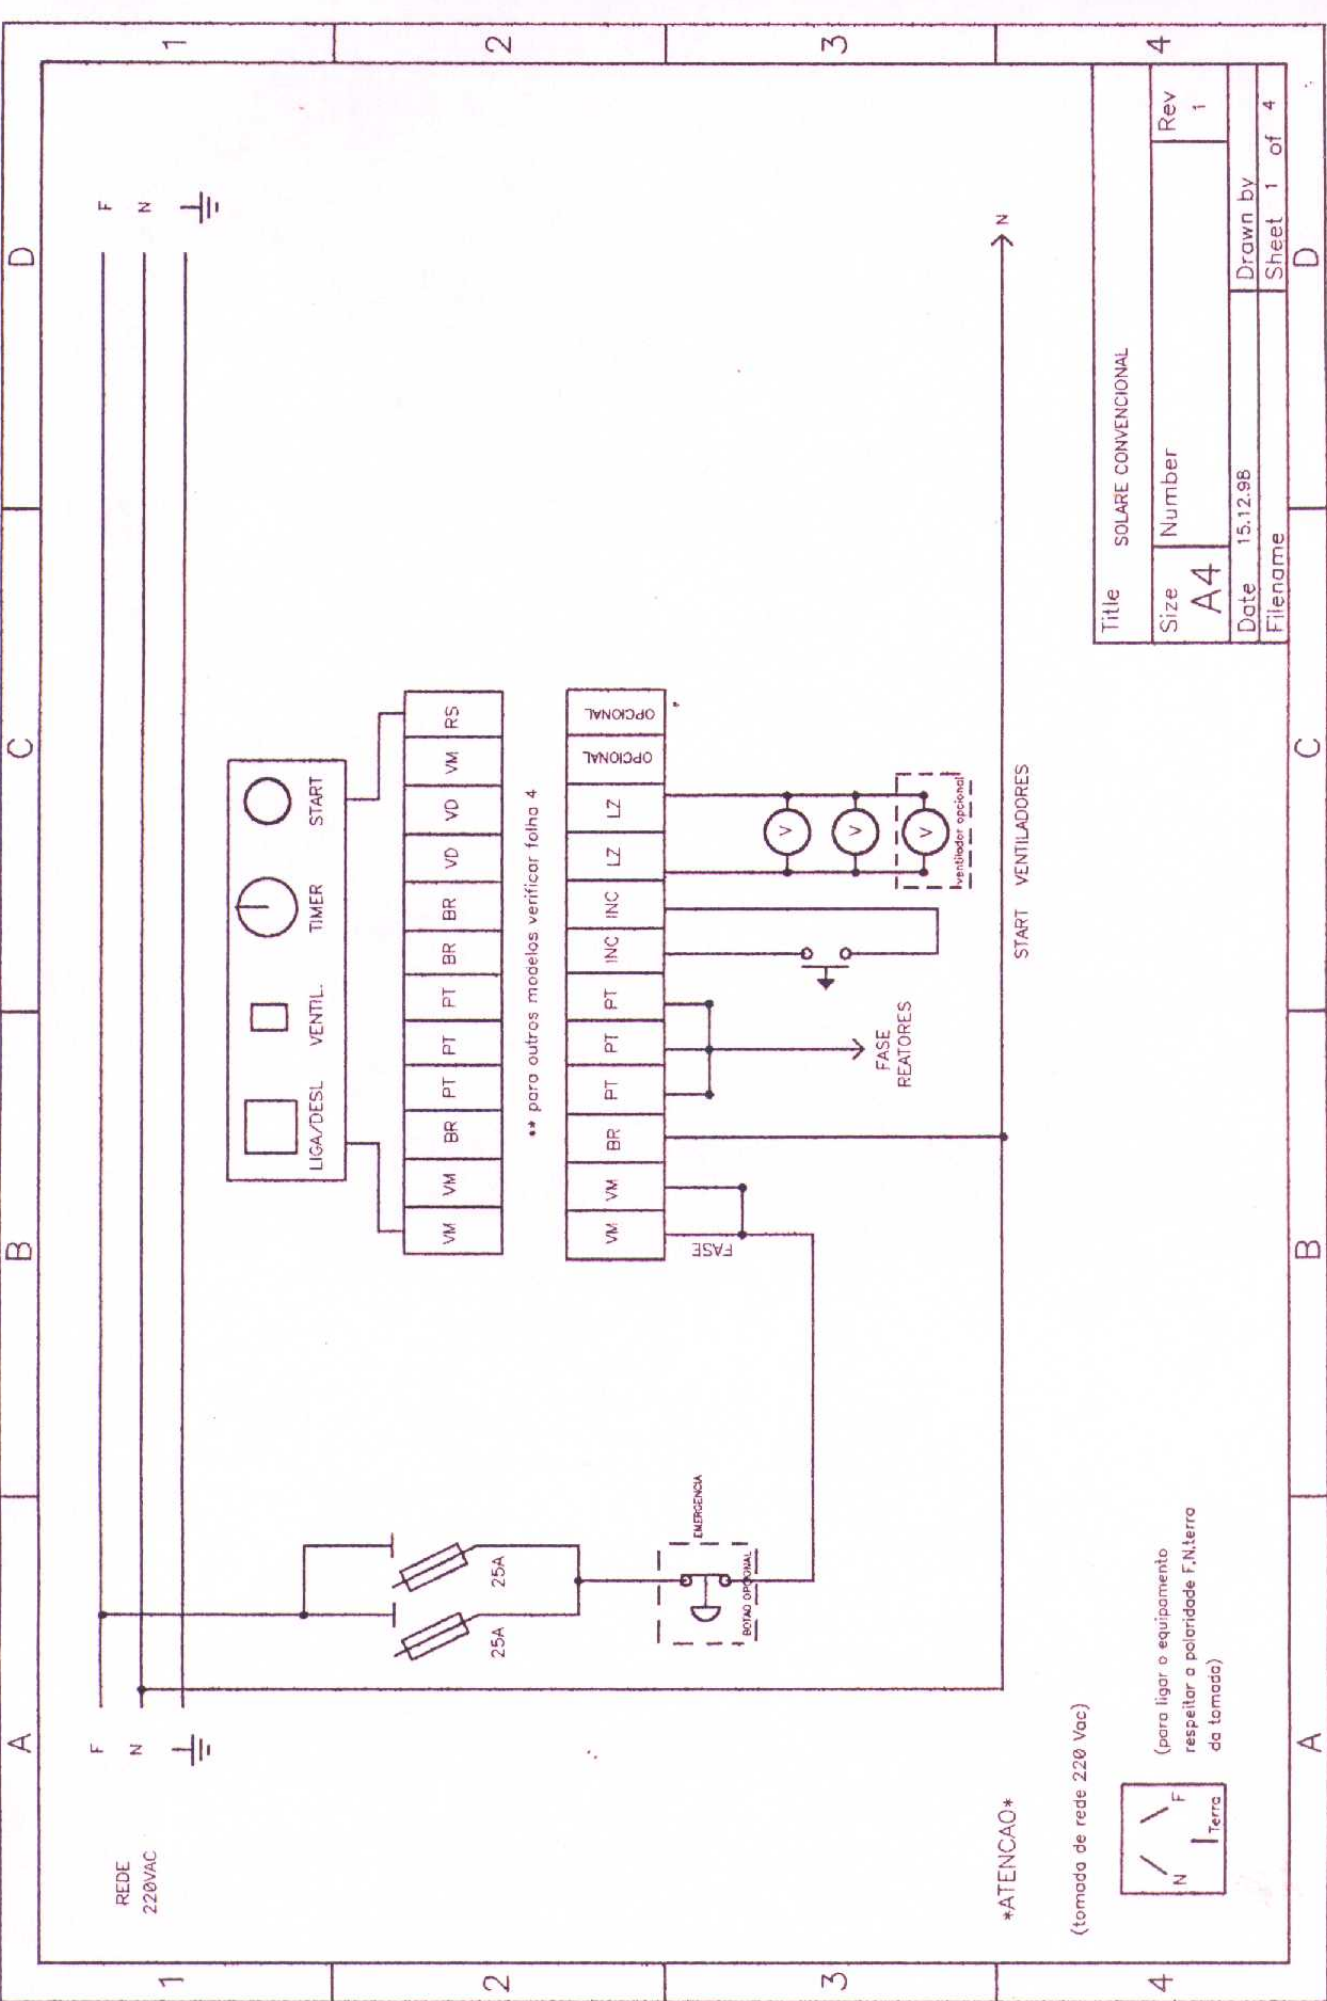 A
B
C
D
1
2
3
4
REDE
220VAC
F
N
F
N
LIGA/DESL
VENTIL.
TIMER
START
VM VM BR PT PT PT BR BR VD VD VM RS
** para outros modelos verificar folha 4
VM VM BR PT PT PT INC INC LZ LZ OPCIONAL OPCIONAL
FASE
25A
25A
EMERGENCIA
BOTAO OPCIONAL
FASE
REATORES
ventilador opcional
START VENTILADORES
N
*ATENCAO*
(tomada de rede 220 Vac)
N
F
Terra
(para ligar o equipamento
respeitar a polaridade F,N,terra
da tomada)
Title SOLARE CONVENCIONAL
Size A4
Number
Rev 1
Date 15.12.98
Drawn by
Filename
Sheet 1 of 4
1
2
3
4
A
B
C
D